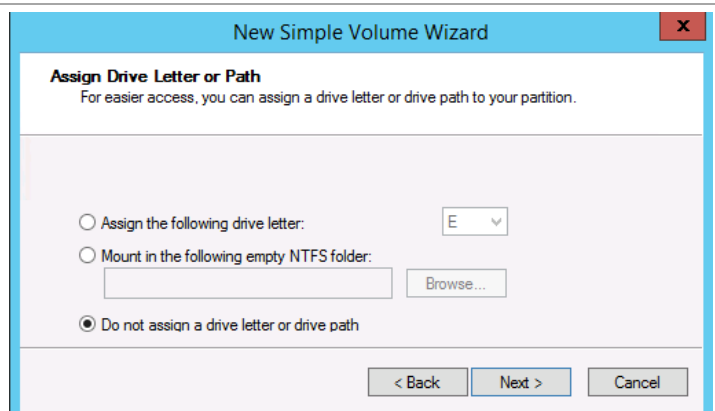 New Simple Volume Wizard
x
Assign Drive Letter or Path
For easier access, you can assign a drive letter or drive path to your partition.
Assign the following drive letter: E
Mount in the following empty NTFS folder:
Browse...
Do not assign a drive letter or drive path
< Back Next > Cancel